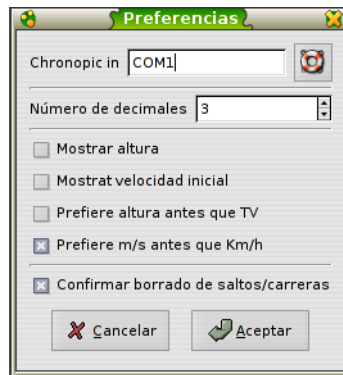 Preferencias
Chronopic in COM1
Número de decimales 3
Mostrar altura
Mostrat velocidad inicial
Prefiere altura antes que TV
Prefiere m/s antes que Km/h
Confirmar borrado de saltos/carreras
Cancelar Aceptar